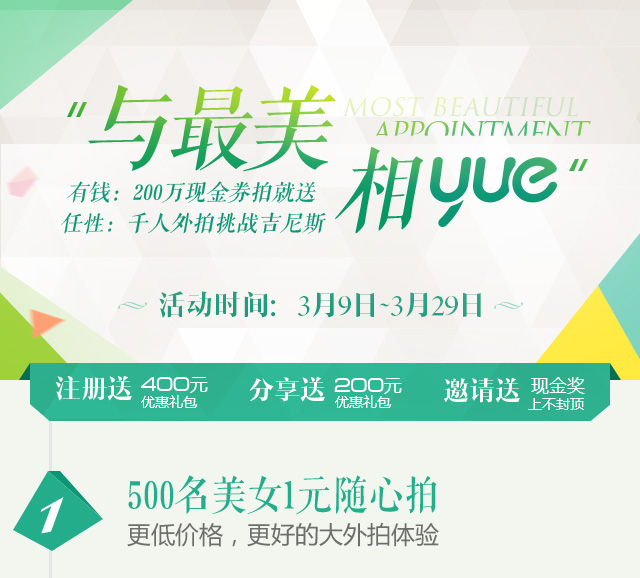 "与最美
MOST BEAUTIFUL
APPOINTMENT
相yue"
有钱：200万现金券拍就送
任性：千人外拍挑战吉尼斯
活动时间：3月9日~3月29日
注册送 400元 优惠礼包
分享送 200元 优惠礼包
邀请送 现金奖 上不封顶
1
500名美女1元随心拍
更低价格，更好的大外拍体验